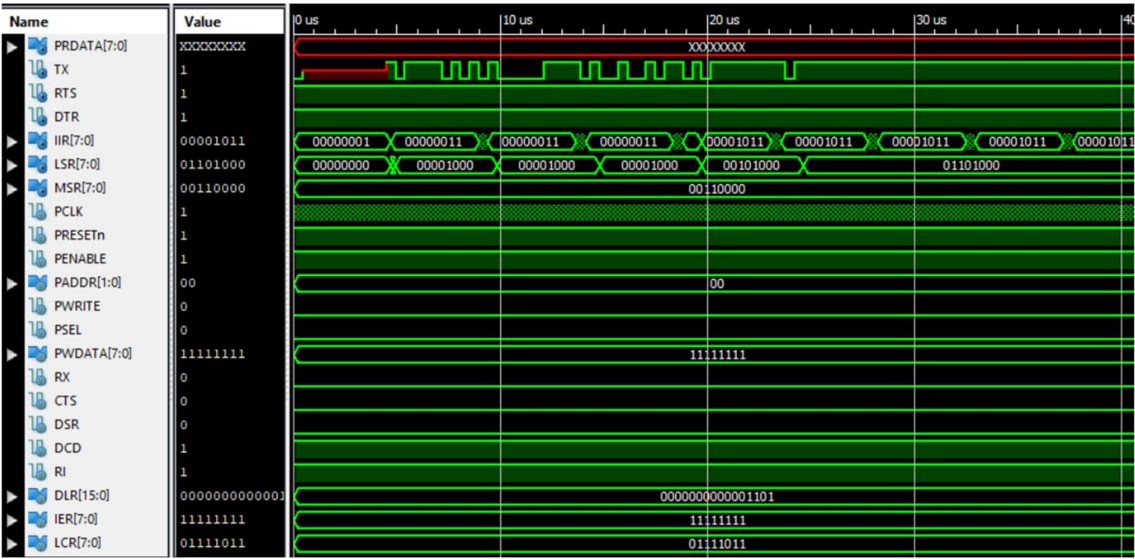 Name Value 0 us 10 us 20 us 30 us 40
PRDATA[7:0] XXXXXXXX XXXXXXXX
TX 1
RTS 1
DTR 1
IIR[7:0] 00001011 00000001 00000011 00000011 00000011 00001011 00001011 00001011 00001011 00001011
LSR[7:0] 01101000 00000000 00001000 00001000 00001000 00101000 01101000
MSR[7:0] 00110000 00110000
PCLK 1
PRESETn 1
PENABLE 1
PADDR[1:0] 00 00
PWRITE 0
PSEL 0
PWDATA[7:0] 11111111 11111111
RX 0
CTS 0
DSR 0
DCD 1
RI 1
DLR[15:0] 0000000000001 0000000000001101
IER[7:0] 11111111 11111111
LCR[7:0] 01111011 01111011